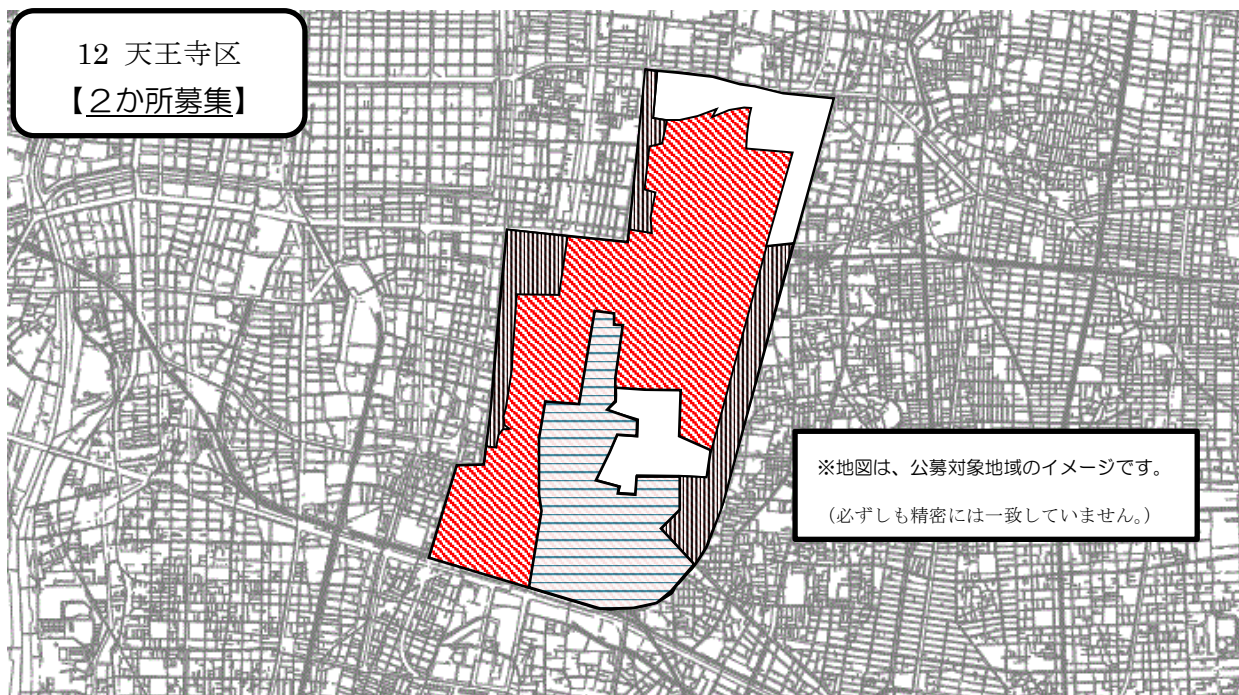 12 天王寺区
【２か所募集】
※地図は、公募対象地域のイメージです。
（必ずしも精密には一致していません。）